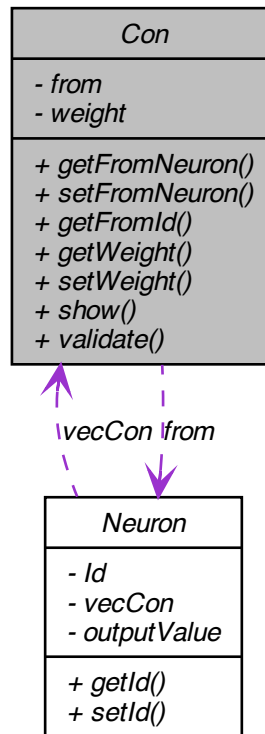 Con
- from
- weight
+ getFromNeuron()
+ setFromNeuron()
+ getFromId()
+ getWeight()
+ setWeight()
+ show()
+ validate()
vecCon from
Neuron
- Id
- vecCon
- outputValue
+ getId()
+ setId()